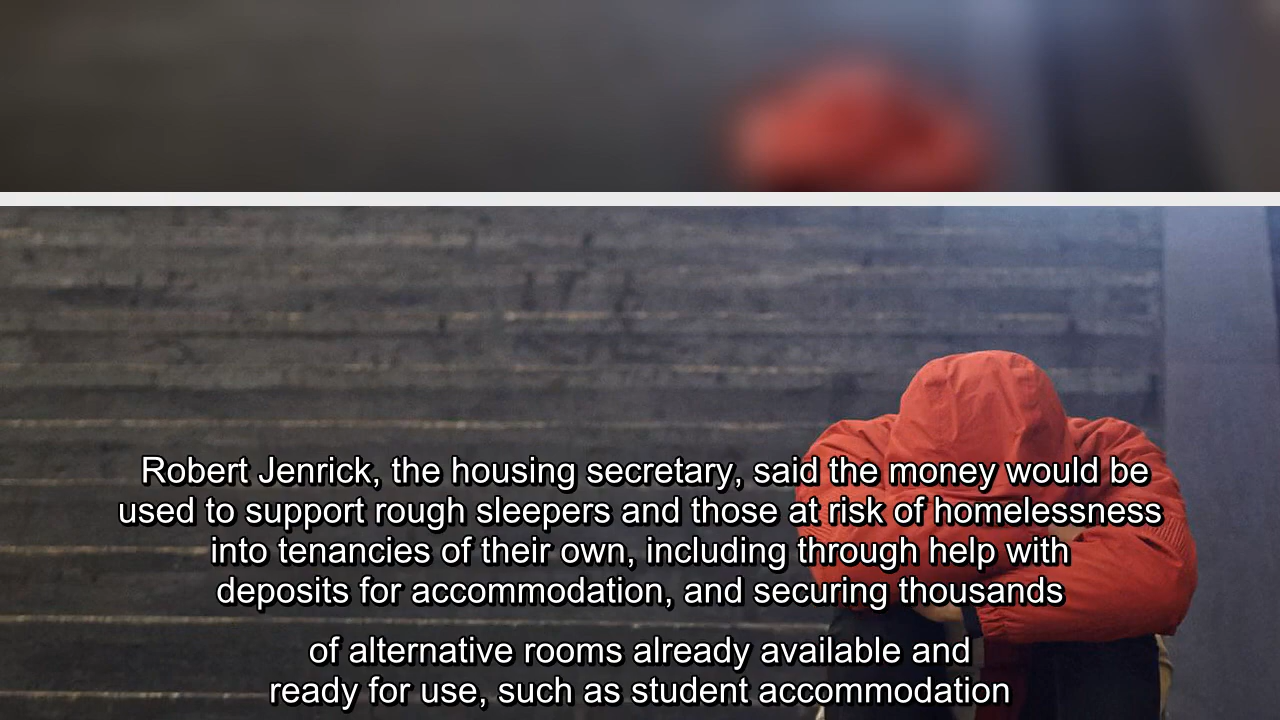 Robert Jenrick, the housing secretary, said the money would be
used to support rough sleepers and those at risk of homelessness
into tenancies of their own, including through help with
deposits for accommodation, and securing thousands
of alternative rooms already available and
ready for use, such as student accommodation